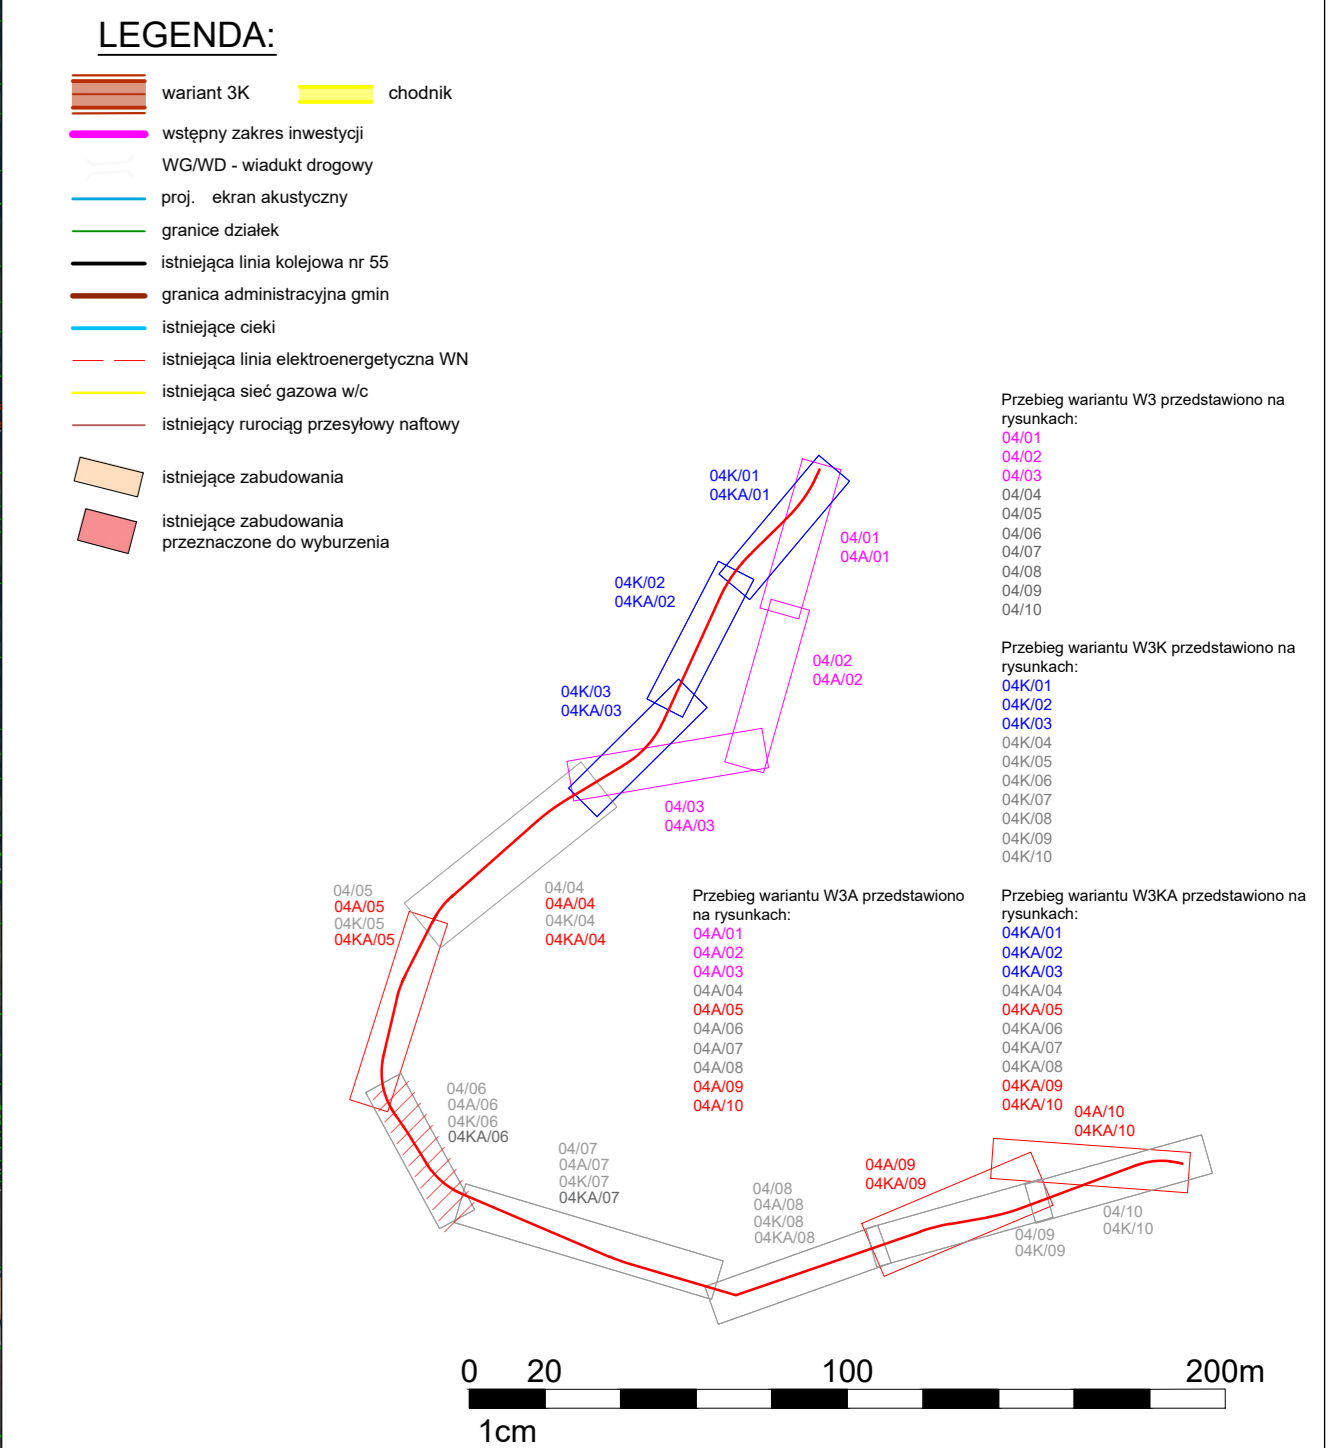 LEGENDA:
wariant 3K
chodnik
wstępny zakres inwestycji
WG/WD - wiadukt drogowy
proj. ekran akustyczny
granice działek
istniejąca linia kolejowa nr 55
granica administracyjna gmin
istniejące cieki
istniejąca linia elektroenergetyczna WN
istniejąca sieć gazowa w/c
istniejący rurociąg przesyłowy naftowy
istniejące zabudowania
istniejące zabudowania
przeznaczone do wyburzenia
04K/01
04KA/01
04/01
04A/01
04K/02
04KA/02
04/02
04A/02
04K/03
04KA/03
04/03
04A/03
04/05
04A/05
04K/05
04KA/05
04/04
04A/04
04K/04
04KA/04
04/06
04A/06
04K/06
04KA/06
04/07
04A/07
04K/07
04KA/07
04/08
04A/08
04K/08
04KA/08
04A/09
04KA/09
04/09
04K/09
04A/10
04KA/10
04/10
04K/10
Przebieg wariantu W3 przedstawiono na
rysunkach:
04/01
04/02
04/03
04/04
04/05
04/06
04/07
04/08
04/09
04/10
Przebieg wariantu W3K przedstawiono na
rysunkach:
04K/01
04K/02
04K/03
04K/04
04K/05
04K/06
04K/07
04K/08
04K/09
04K/10
Przebieg wariantu W3A przedstawiono
na rysunkach:
04A/01
04A/02
04A/03
04A/04
04A/05
04A/06
04A/07
04A/08
04A/09
04A/10
Przebieg wariantu W3KA przedstawiono na
rysunkach:
04KA/01
04KA/02
04KA/03
04KA/04
04KA/05
04KA/06
04KA/07
04KA/08
04KA/09
04KA/10
0 20 100 200m
1cm